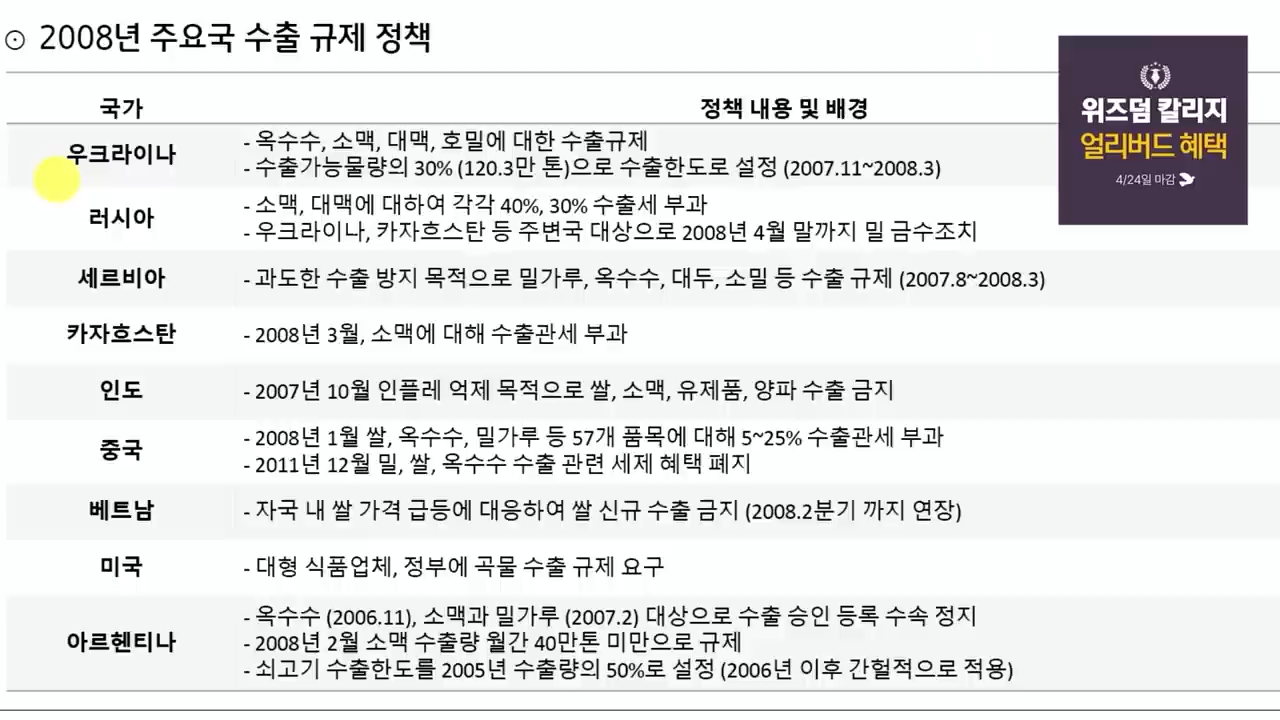 ⊙ 2008년 주요국 수출 규제 정책
위즈덤 칼리지
얼리버드 혜택
4/24일 마감
국가
정책 내용 및 배경
우크라이나
- 옥수수, 소맥, 대맥, 호밀에 대한 수출규제
- 수출가능물량의 30% (120.3만 톤)으로 수출한도로 설정 (2007.11~2008.3)
러시아
- 소맥, 대맥에 대하여 각각 40%, 30% 수출세 부과
- 우크라이나, 카자흐스탄 등 주변국 대상으로 2008년 4월 말까지 밀 금수조치
세르비아
- 과도한 수출 방지 목적으로 밀가루, 옥수수, 대두, 소밀 등 수출 규제 (2007.8~2008.3)
카자흐스탄
- 2008년 3월, 소맥에 대해 수출관세 부과
인도
- 2007년 10월 인플레 억제 목적으로 쌀, 소맥, 유제품, 양파 수출 금지
중국
- 2008년 1월 쌀, 옥수수, 밀가루 등 57개 품목에 대해 5~25% 수출관세 부과
- 2011년 12월 밀, 쌀, 옥수수 수출 관련 세제 혜택 폐지
베트남
- 자국 내 쌀 가격 급등에 대응하여 쌀 신규 수출 금지 (2008.2분기 까지 연장)
미국
- 대형 식품업체, 정부에 곡물 수출 규제 요구
아르헨티나
- 옥수수 (2006.11), 소맥과 밀가루 (2007.2) 대상으로 수출 승인 등록 수속 정지
- 2008년 2월 소맥 수출량 월간 40만톤 미만으로 규제
- 쇠고기 수출한도를 2005년 수출량의 50%로 설정 (2006년 이후 간헐적으로 적용)